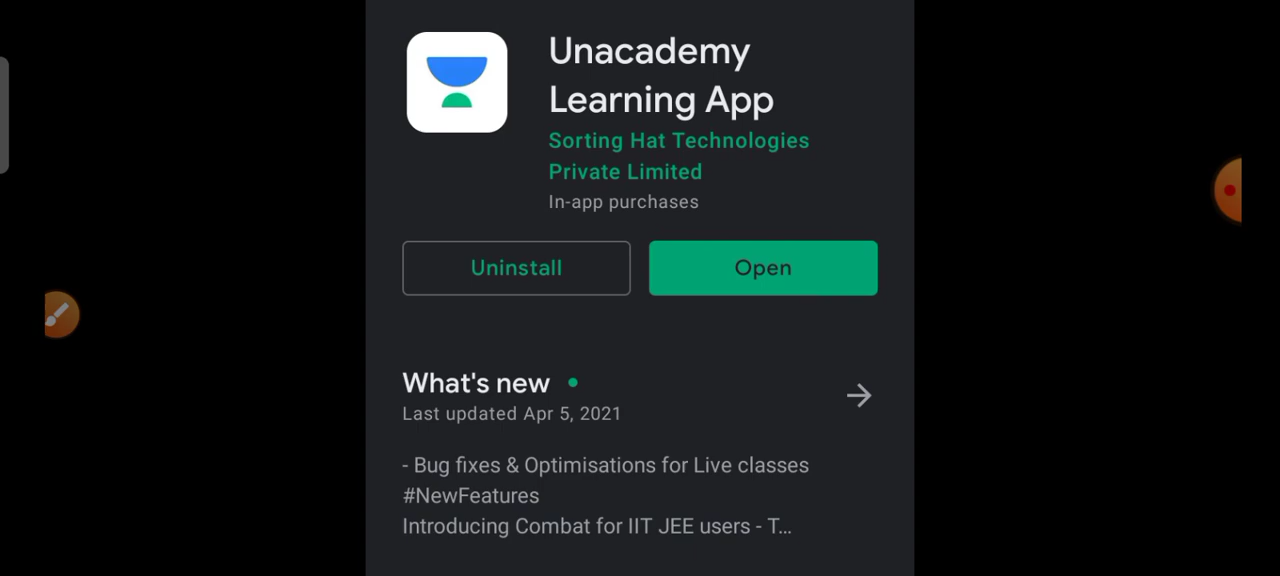 Unacademy
Learning App
Sorting Hat Technologies
Private Limited
In-app purchases
Uninstall
Open
What's new
Last updated Apr 5, 2021
- Bug fixes & Optimisations for Live classes
#NewFeatures
Introducing Combat for IIT JEE users - T...